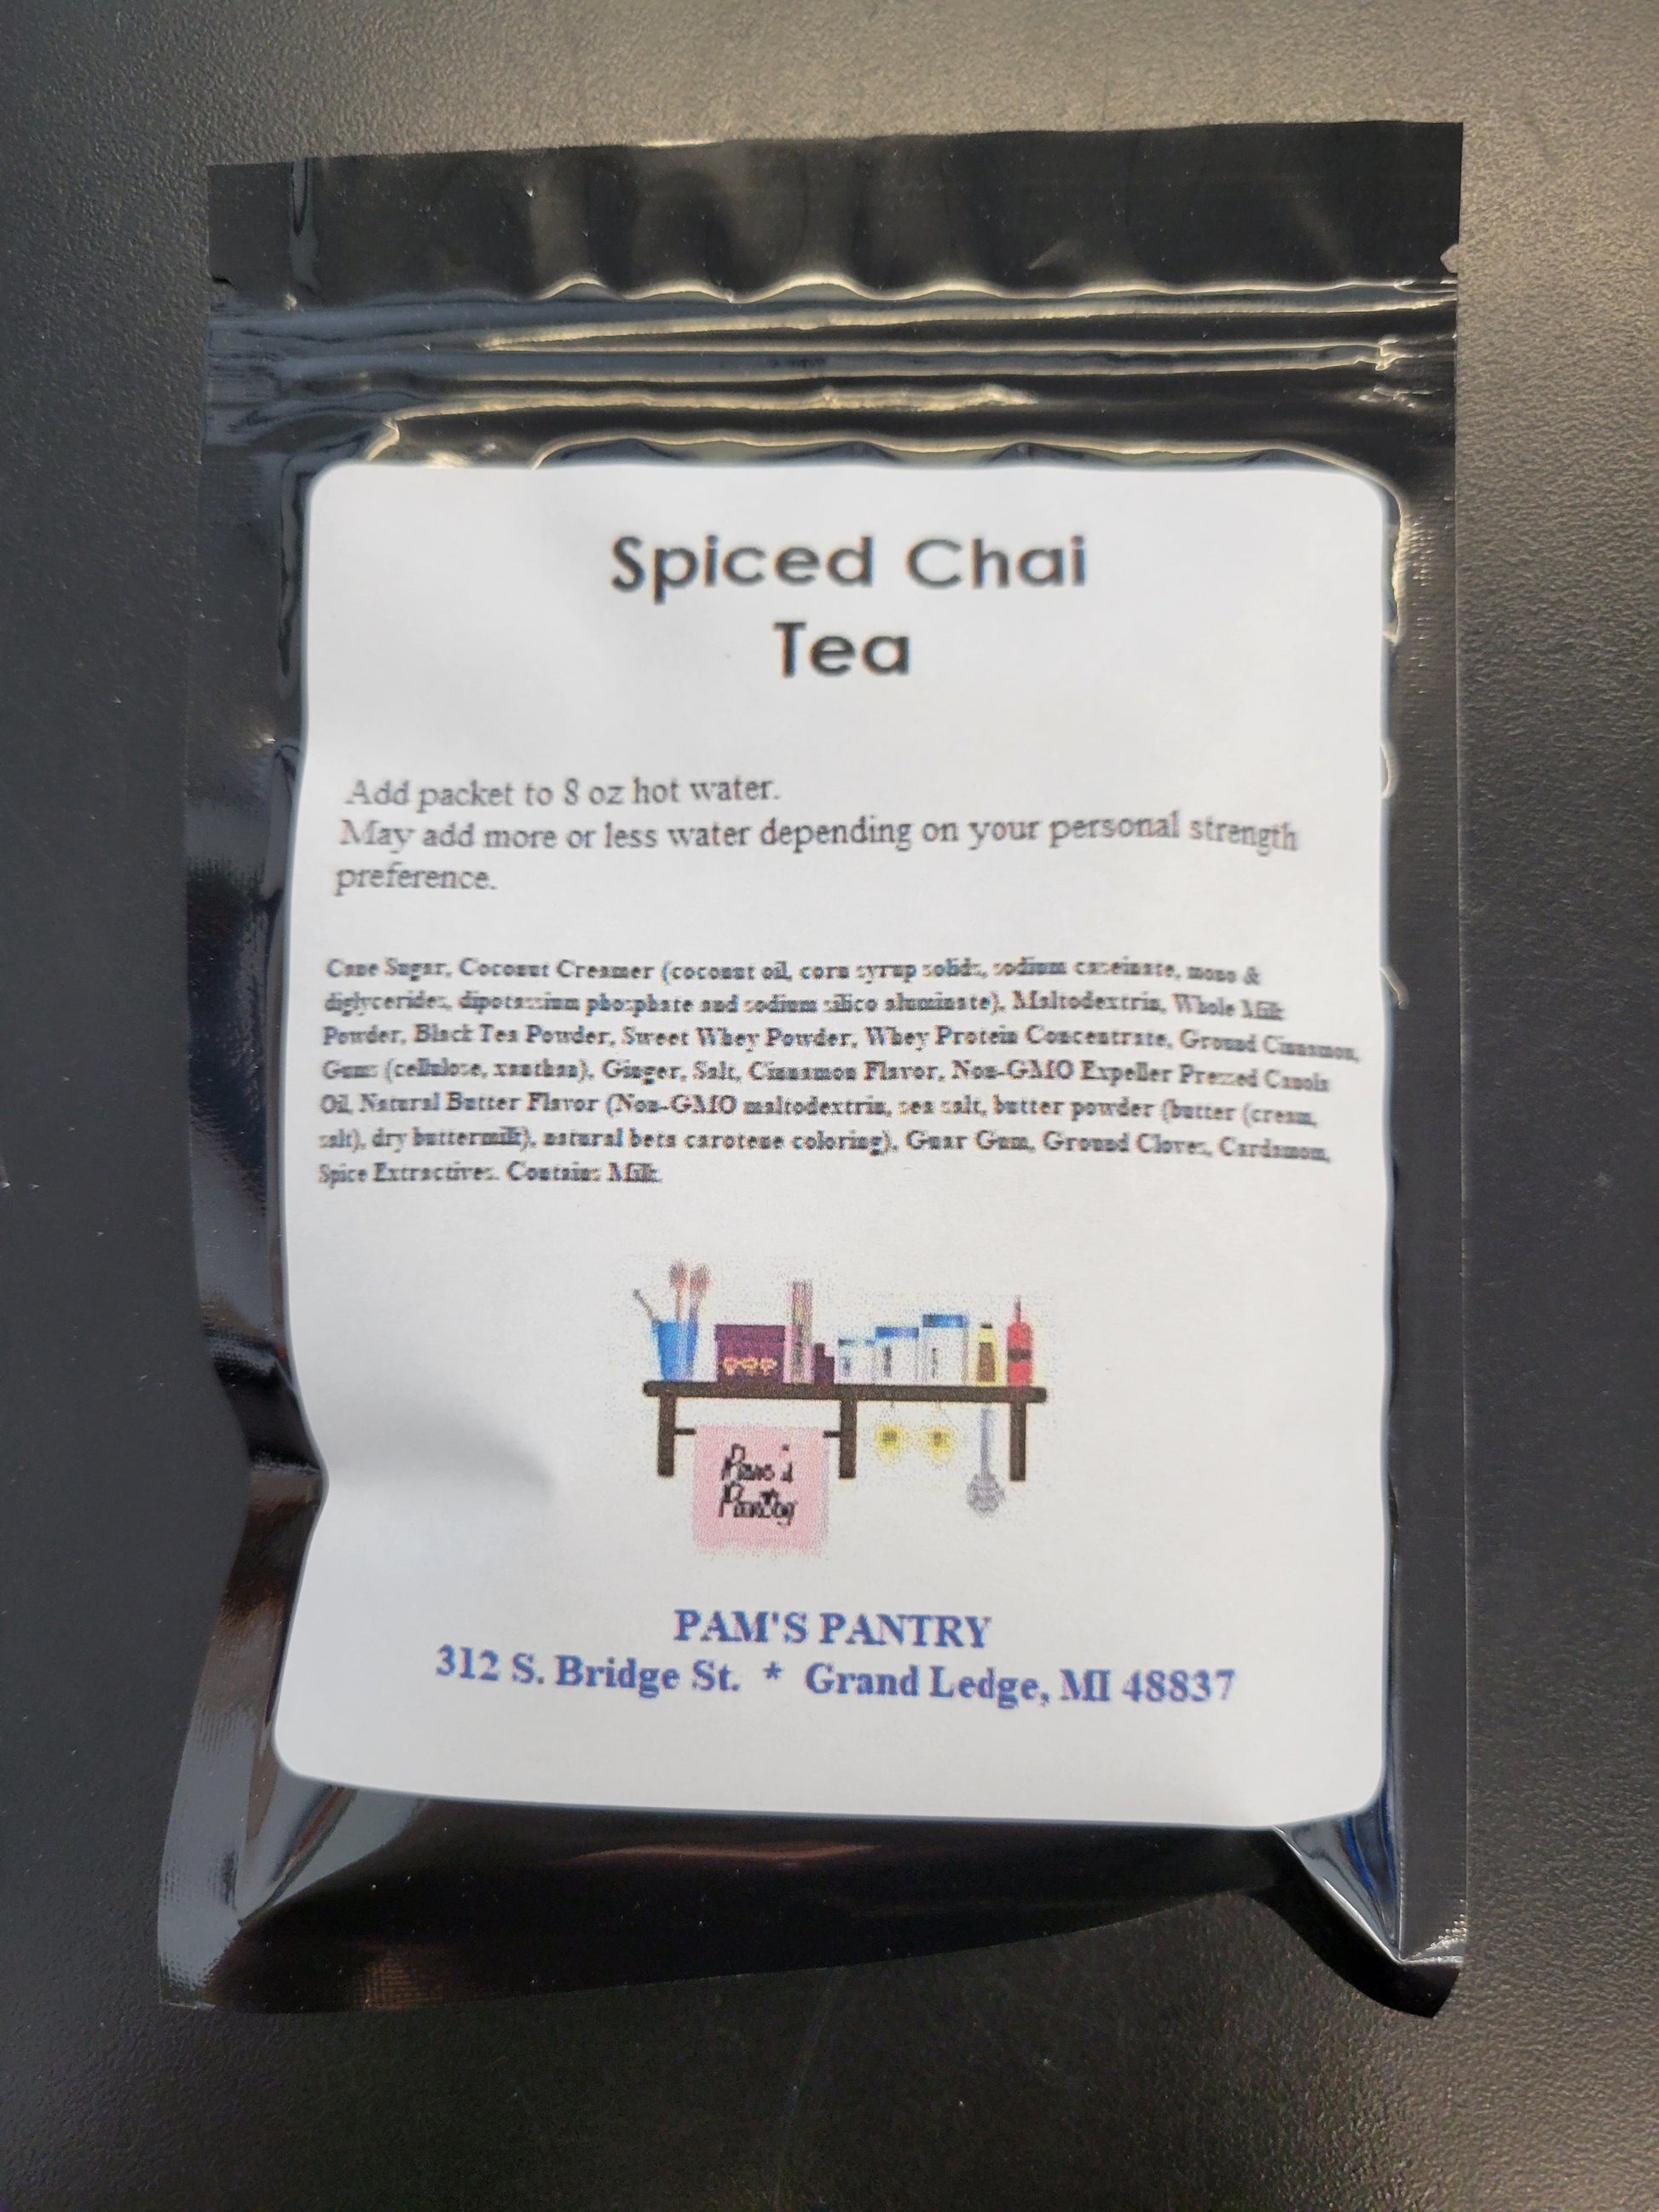 Spiced Chai
Tea
Add packet to 8 oz hot water.
May add more or less water depending on your personal strength
preference.
Cane Sugar, Coconut Creamer (coconut oil, corn syrup solids, sodium caseinate, mono &
diglycerides, dipotassium phosphate and sodium silico aluminate), Maltodextrin, Whole Milk
Powder, Black Tea Powder, Sweet Whey Powder, Whey Protein Concentrate, Ground Cinnamon,
Gums (cellulose, xanthan), Ginger, Salt, Cinnamon Flavor, Non-GMO Expeller Pressed Canola
Oil, Natural Butter Flavor (Non-GMO maltodextrin, sea salt, butter powder (butter (cream,
salt), dry buttermilk), natural beta carotene coloring), Guar Gum, Ground Cloves, Cardamom,
Spice Extractives. Contains Milk.
Pam's
Pantry
PAM'S PANTRY
312 S. Bridge St. * Grand Ledge, MI 48837